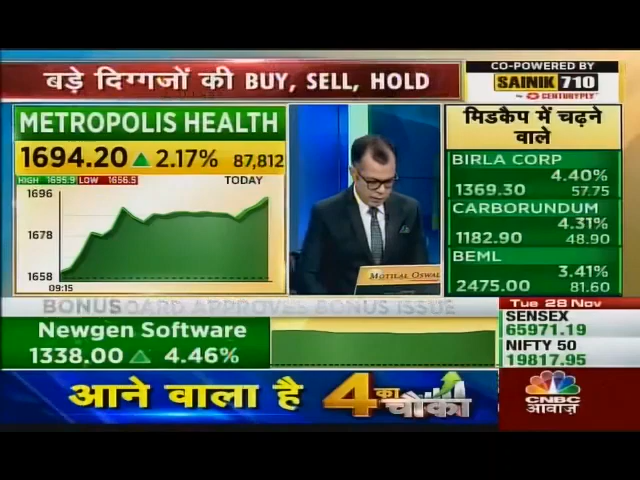 बड़े दिग्गजों की BUY, SELL, HOLD
CO-POWERED BY
SAINIK 710
by CENTURYPLY
METROPOLIS HEALTH
1694.20 2.17% 87,812
HIGH 1695.9 LOW 1656.5 TODAY
1696
1678
1658
09:15
MOTILAL OSWAL
मिडकैप में चढ़ने
वाले
BIRLA CORP
4.40%
1369.30 57.75
CARBORUNDUM
4.31%
1182.90 48.90
BEML
3.41%
2475.00 81.60
BONUS ISSUE
Newgen Software
1338.00 4.46%
Tue 28 Nov
SENSEX
65971.19
NIFTY 50
19817.95
आने वाला है 4 का चौका
CNBC
आवाज़